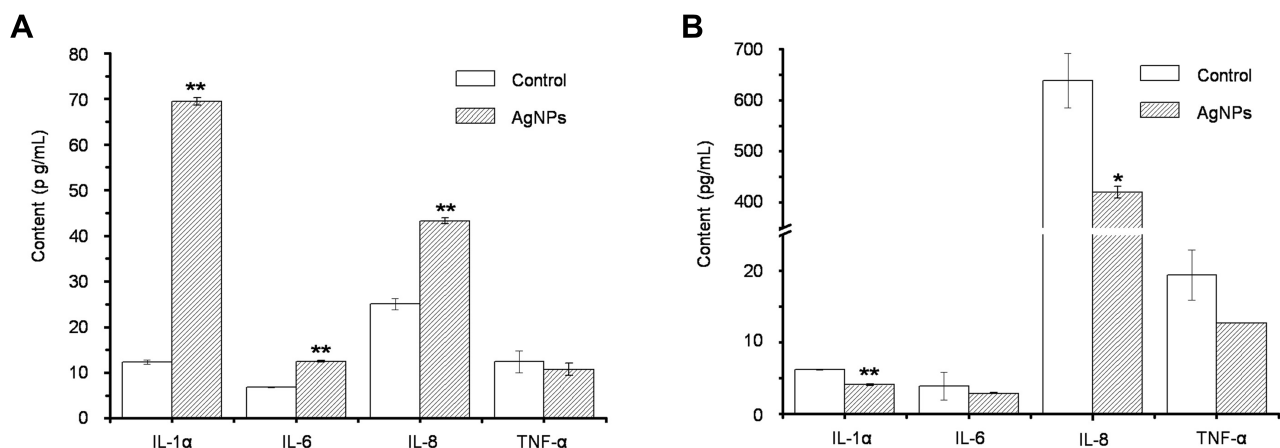 A
Content (p g/mL)
80
70
60
50
40
30
20
10
0
**
**
**
Control
AgNPs
IL-1α
IL-6
IL-8
TNF-α
B
Content (pg/mL)
700
600
500
400
20
10
0
**
*
Control
AgNPs
IL-1α
IL-6
IL-8
TNF-α